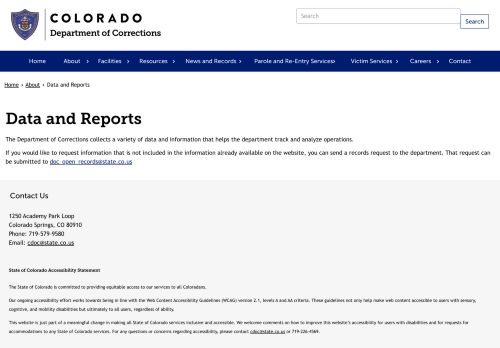 COLORADO
Department of Corrections
Search
Search
Home About › Facilities › Resources › News and Records › Parole and Re-Entry Services › Victim Services › Careers › Contact
Home › About › Data and Reports
Data and Reports
The Department of Corrections collects a variety of data and information that helps the department track and analyze operations.
If you would like to request information that is not included in the information already available on the website, you can send a records request to the department. That request can
be submitted to doc_open_records@state.co.us
Contact Us
1250 Academy Park Loop
Colorado Springs, CO 80910
Phone: 719-579-9580
Email: cdoc@state.co.us
State of Colorado Accessibility Statement
The State of Colorado is committed to providing equitable access to our services to all Coloradans.
Our ongoing accessibility effort works towards being in line with the Web Content Accessibility Guidelines (WCAG) version 2.1, levels A and AA criteria. These guidelines not only help make web content accessible to users with sensory,
cognitive, and mobility disabilities but ultimately to all users, regardless of ability.
This website is just part of a meaningful change in making all State of Colorado services inclusive and accessible. We welcome comments on how to improve this website's accessibility for users with disabilities and for requests for
accommodations to any State of Colorado services. For any questions or concerns regarding accessibility, please contact cdoc@state.co.us or 719-226-4569.